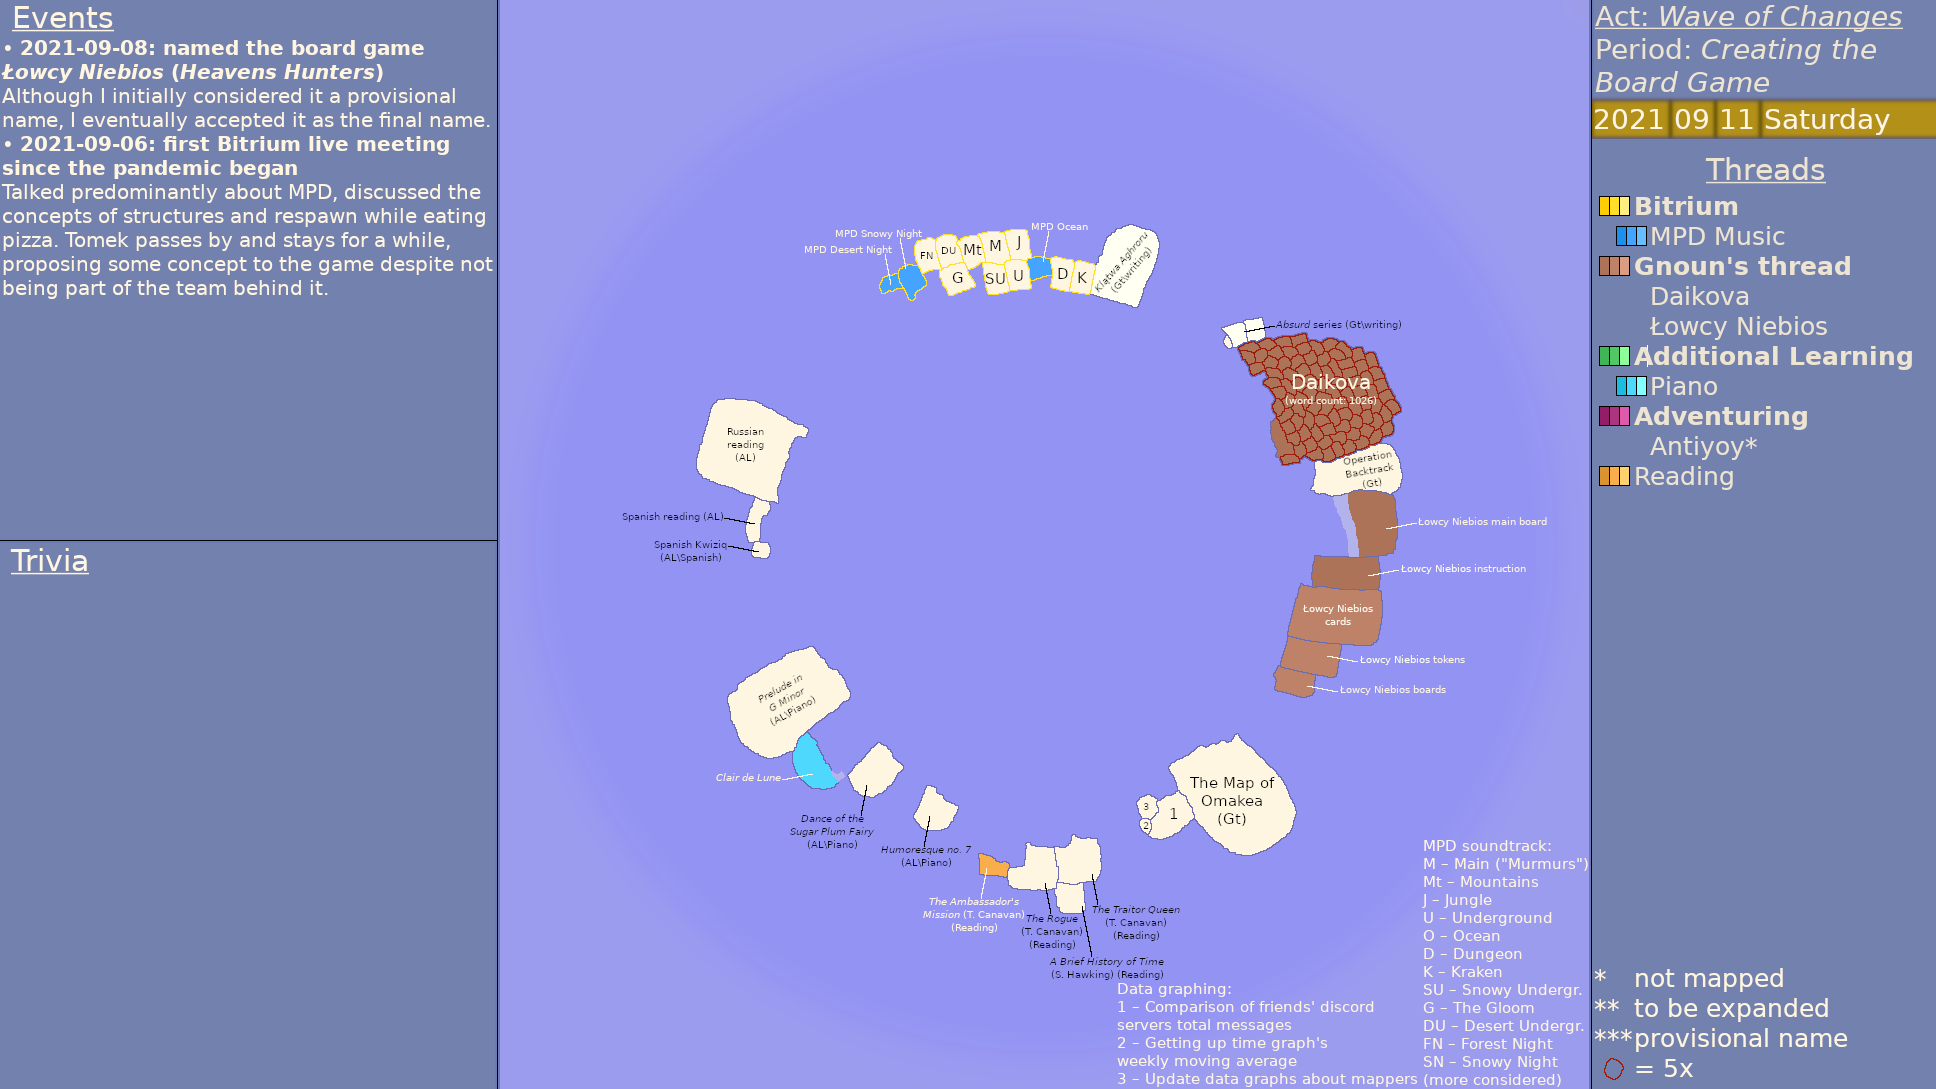 Events
• 2021-09-08: named the board game
Łowcy Niebios (Heavens Hunters)
Although I initially considered it a provisional
name, I eventually accepted it as the final name.
• 2021-09-06: first Bitrium live meeting
since the pandemic began
Talked predominantly about MPD, discussed the
concepts of structures and respawn while eating
pizza. Tomek passes by and stays for a while,
proposing some concept to the game despite not
being part of the team behind it.
Trivia
MPD Snowy Night
MPD Desert Night
MPD Ocean
FN
DU
Mt
M
J
G
SU
U
D
K
Klątwa Aghroru
(Gt\writing)
Absurd series (Gt\writing)
Daikova
(word count: 1026)
Operation
Backtrack
(Gt)
Łowcy Niebios main board
Łowcy Niebios instruction
Łowcy Niebios
cards
Łowcy Niebios tokens
Łowcy Niebios boards
Russian
reading
(AL)
Spanish reading (AL)
Spanish Kwiziq
(AL\Spanish)
Prelude in
G Minor
(AL\Piano)
Clair de Lune
Dance of the
Sugar Plum Fairy
(AL\Piano)
Humoresque no. 7
(AL\Piano)
The Ambassador's
Mission (T. Canavan)
(Reading)
The Rogue
(T. Canavan)
(Reading)
The Traitor Queen
(T. Canavan)
(Reading)
A Brief History of Time
(S. Hawking) (Reading)
The Map of
Omakea
(Gt)
3
1
2
Data graphing:
1 – Comparison of friends' discord
servers total messages
2 – Getting up time graph's
weekly moving average
3 – Update data graphs about mappers
MPD soundtrack:
M – Main ("Murmurs")
Mt – Mountains
J – Jungle
U – Underground
O – Ocean
D – Dungeon
K – Kraken
SU – Snowy Undergr.
G – The Gloom
DU – Desert Undergr.
FN – Forest Night
SN – Snowy Night
(more considered)
Act: Wave of Changes
Period: Creating the
Board Game
2021 09 11 Saturday
Threads
Bitrium
MPD Music
Gnoun's thread
Daikova
Łowcy Niebios
Additional Learning
Piano
Adventuring
Antiyoy*
Reading
* not mapped
** to be expanded
*** provisional name
= 5x